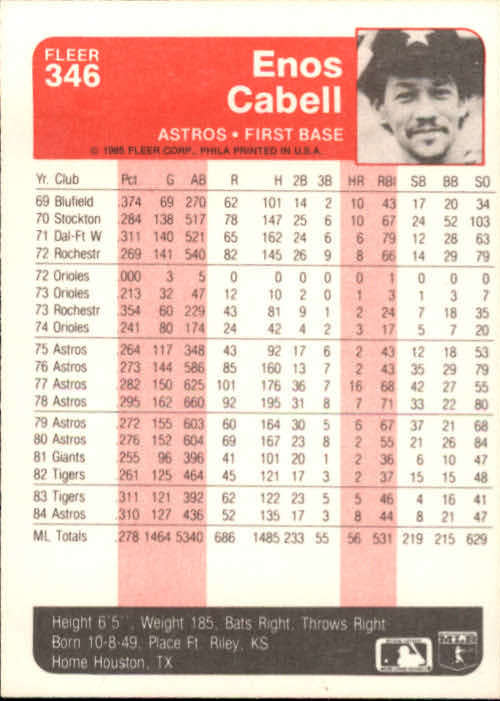 FLEER
346
Enos
Cabell
ASTROS • FIRST BASE
© 1985 FLEER CORP., PHILA PRINTED IN U.S.A.
Yr. Club Pct G AB R H 2B 3B HR RBI SB BB SO
69 Blufield .374 69 270 62 101 14 2 10 43 17 20 34
70 Stockton .284 138 517 78 147 25 6 10 67 24 52 103
71 Dal-Ft W .311 140 521 65 162 24 6 6 79 12 28 63
72 Rochestr .269 141 540 82 145 26 9 8 66 14 29 79
72 Orioles .000 3 5 0 0 0 0 0 1 0 0 0
73 Orioles .213 32 47 12 10 2 0 1 3 1 3 7
73 Rochestr .354 60 229 43 81 9 1 2 24 7 18 35
74 Orioles .241 80 174 24 42 4 2 3 17 5 7 20
75 Astros .264 117 348 43 92 17 6 2 43 12 18 53
76 Astros .273 144 586 85 160 13 7 2 43 35 29 79
77 Astros .282 150 625 101 176 36 7 16 68 42 27 55
78 Astros .295 162 660 92 195 31 8 7 71 33 22 80
79 Astros .272 155 603 60 164 30 5 6 67 37 21 68
80 Astros .276 152 604 69 167 23 8 2 55 21 26 84
81 Giants .255 96 396 41 101 20 1 2 36 6 10 47
82 Tigers .261 125 464 45 121 17 3 2 37 15 15 48
83 Tigers .311 121 392 62 122 23 5 5 46 4 16 41
84 Astros .310 127 436 52 135 17 3 8 44 8 21 47
ML Totals .278 1464 5340 686 1485 233 55 56 531 219 215 629
Height 6'5", Weight 185, Bats Right, Throws Right
Born 10-8-49, Place Ft. Riley, KS
Home Houston, TX